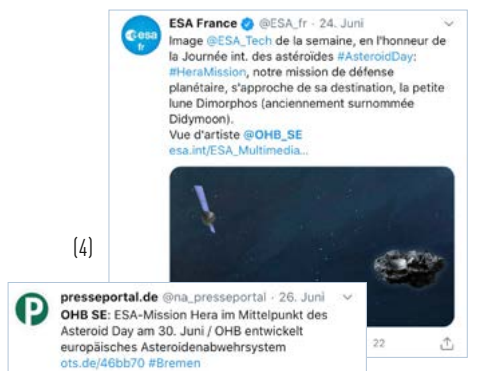 esa
fr
ESA France @ESA_fr · 24. Juni
Image @ESA_Tech de la semaine, en l'honneur de
la Journée int. des astéroïdes #AsteroidDay:
#HeraMission, notre mission de défense
planétaire, s'approche de sa destination, la petite
lune Dimorphos (anciennement surnommée
Didymoon).
Vue d'artiste @OHB_SE
esa.int/ESA_Multimedia...
(4)
22
P
presseportal.de @na_presseportal · 26. Juni
OHB SE: ESA-Mission Hera im Mittelpunkt des
Asteroid Day am 30. Juni / OHB entwickelt
europäisches Asteroidenabwehrsystem
ots.de/46bb70 #Bremen